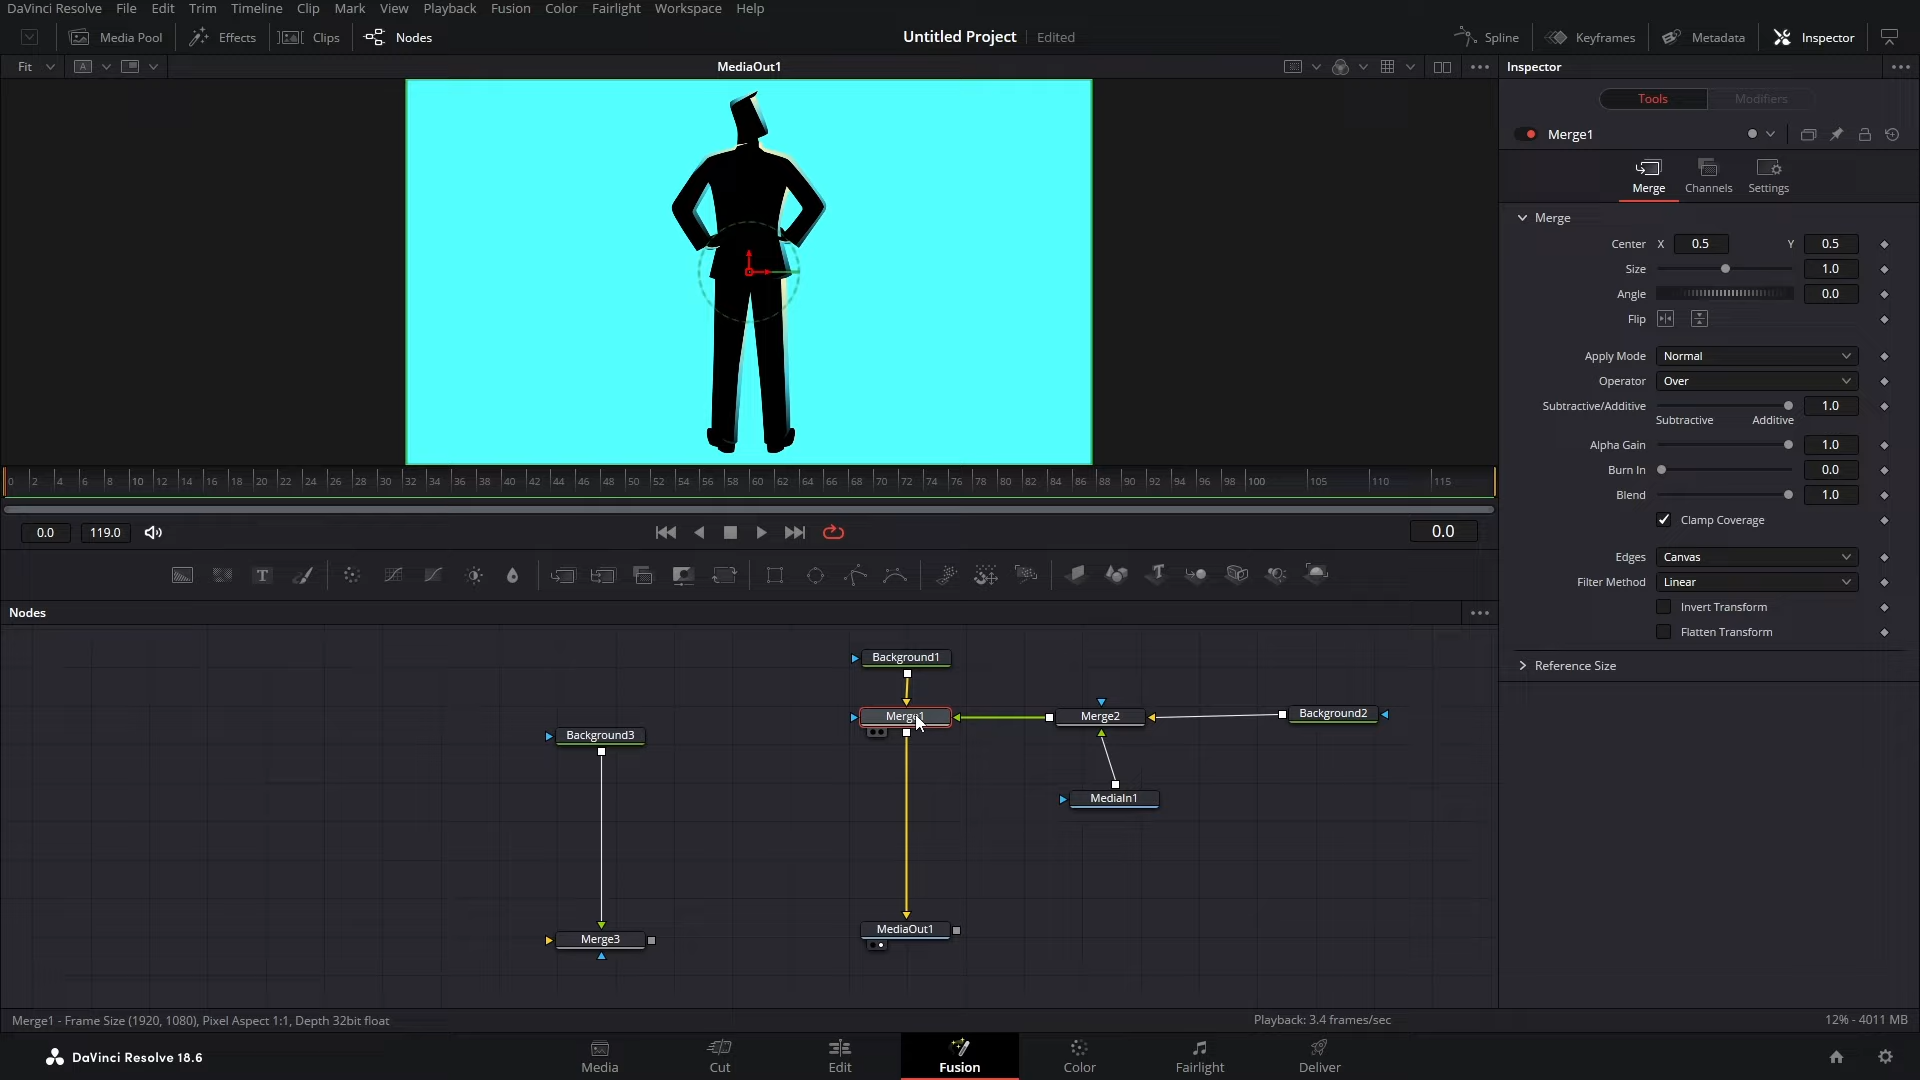 DaVinci Resolve File Edit Trim Timeline Clip Mark View Playback Fusion Color Fairlight Workspace Help
Media Pool Effects Clips Nodes Untitled Project Edited Spline Keyframes Metadata Inspector
Fit A MediaOut1 Inspector
Tools Modifiers
Merge1
Merge Channels Settings
Merge
Center X 0.5 Y 0.5
Size 1.0
Angle 0.0
Flip
Apply Mode Normal
Operator Over
Subtractive/Additive 1.0
Subtractive Additive
Alpha Gain 1.0
Burn In 0.0
Blend 1.0
Clamp Coverage
Edges Canvas
Filter Method Linear
Invert Transform
Flatten Transform
Reference Size
0 2 4 6 8 10 12 14 16 18 20 22 24 26 28 30 32 34 36 38 40 42 44 46 48 50 52 54 56 58 60 62 64 66 68 70 72 74 76 78 80 82 84 86 88 90 92 94 96 98 100 105 110 115
0.0 119.0 0.0
T T
Nodes
Background1
Merge1 Merge2 Background2
Background3
MediaIn1
MediaOut1
Merge3
Merge1 - Frame Size (1920, 1080), Pixel Aspect 1:1, Depth 32bit float Playback: 3.4 frames/sec 12% - 4011 MB
DaVinci Resolve 18.6 Media Cut Edit Fusion Color Fairlight Deliver